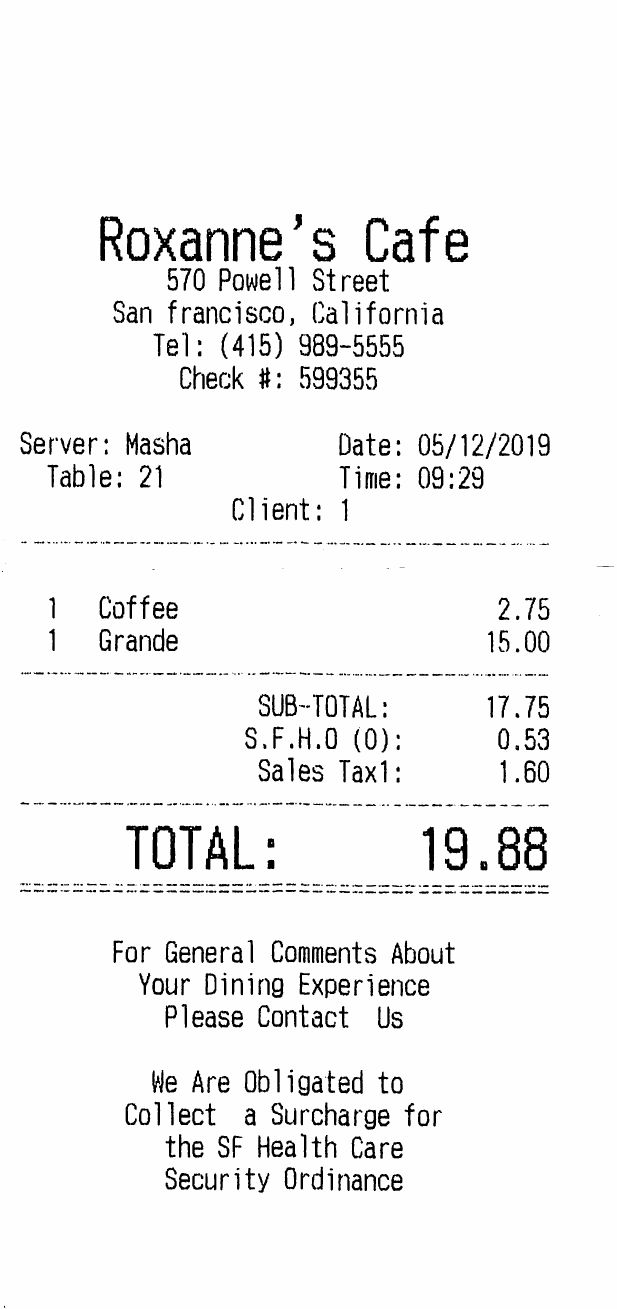 Roxanne's Cafe
570 Powell Street
San francisco, California
Tel: (415) 989-5555
Check #: 599355
Server: Masha Date: 05/12/2019
Table: 21 Time: 09:29
Client: 1
1 Coffee 2.75
1 Grande 15.00
SUB-TOTAL: 17.75
S.F.H.O (0): 0.53
Sales Tax1: 1.60
TOTAL: 19.88
For General Comments About
Your Dining Experience
Please Contact Us
We Are Obligated to
Collect a Surcharge for
the SF Health Care
Security Ordinance